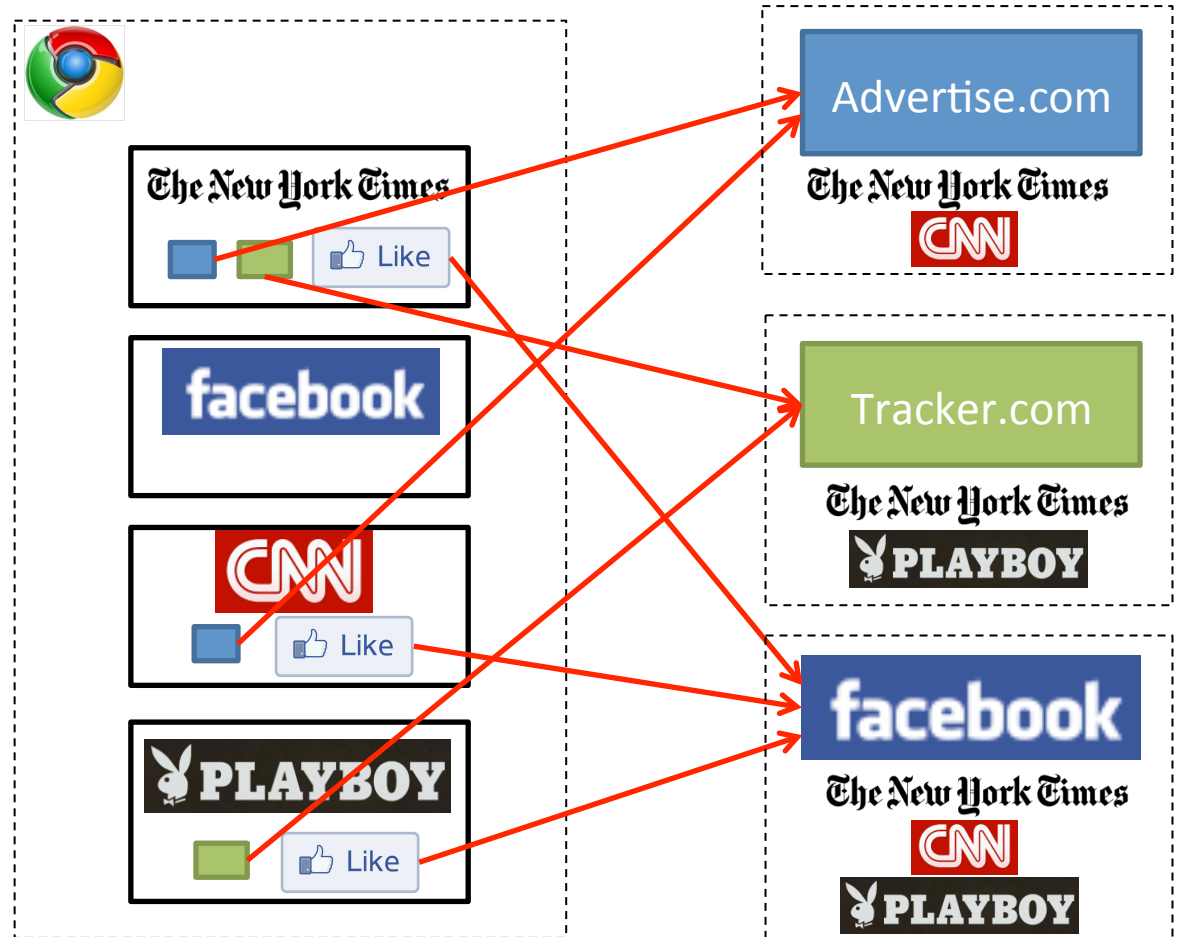 The New York Times
Like
facebook
CNN
Like
PLAYBOY
Like
Advertise.com
The New York Times
CNN
Tracker.com
The New York Times
PLAYBOY
facebook
The New York Times
CNN
PLAYBOY